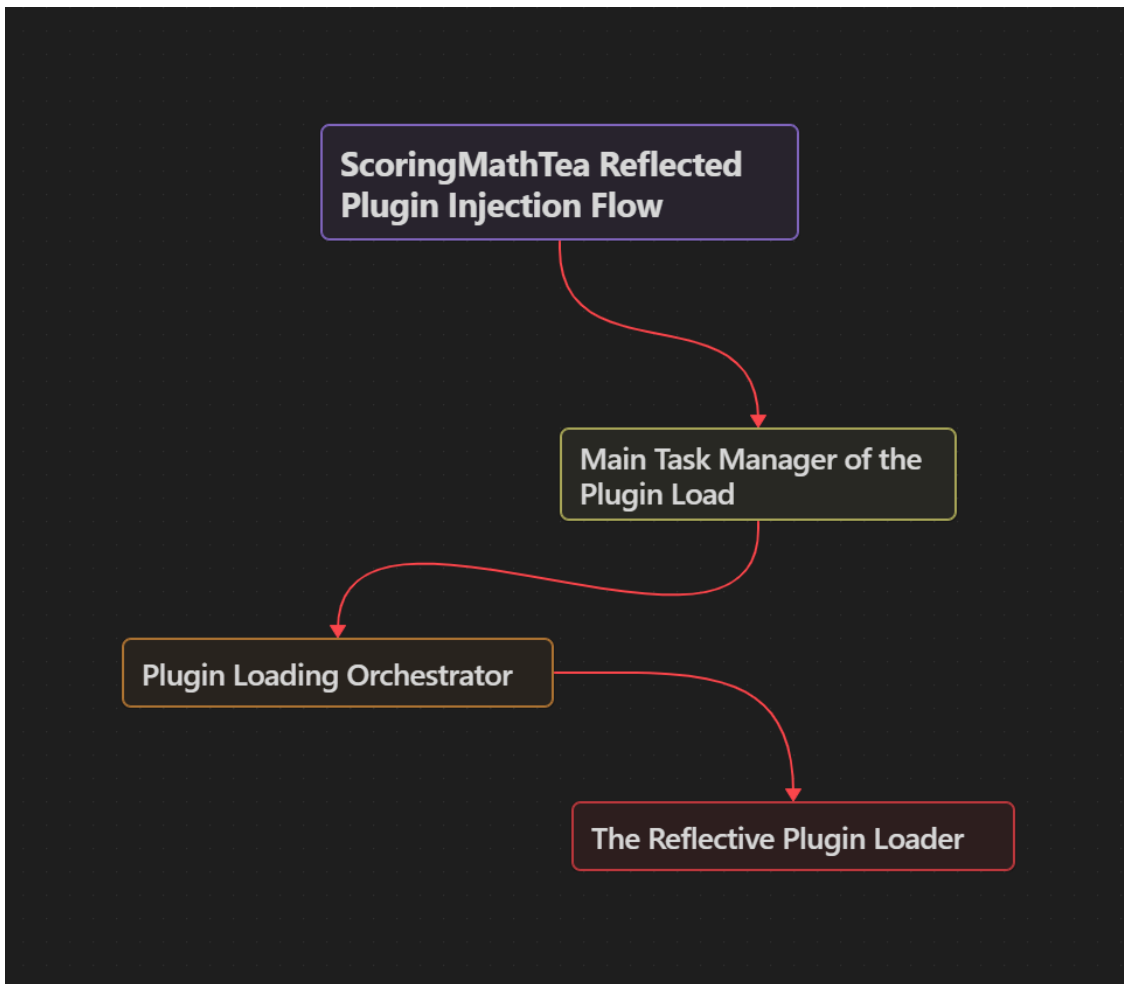 ScoringMathTea Reflected
Plugin Injection Flow
Main Task Manager of the
Plugin Load
Plugin Loading Orchestrator
The Reflective Plugin Loader